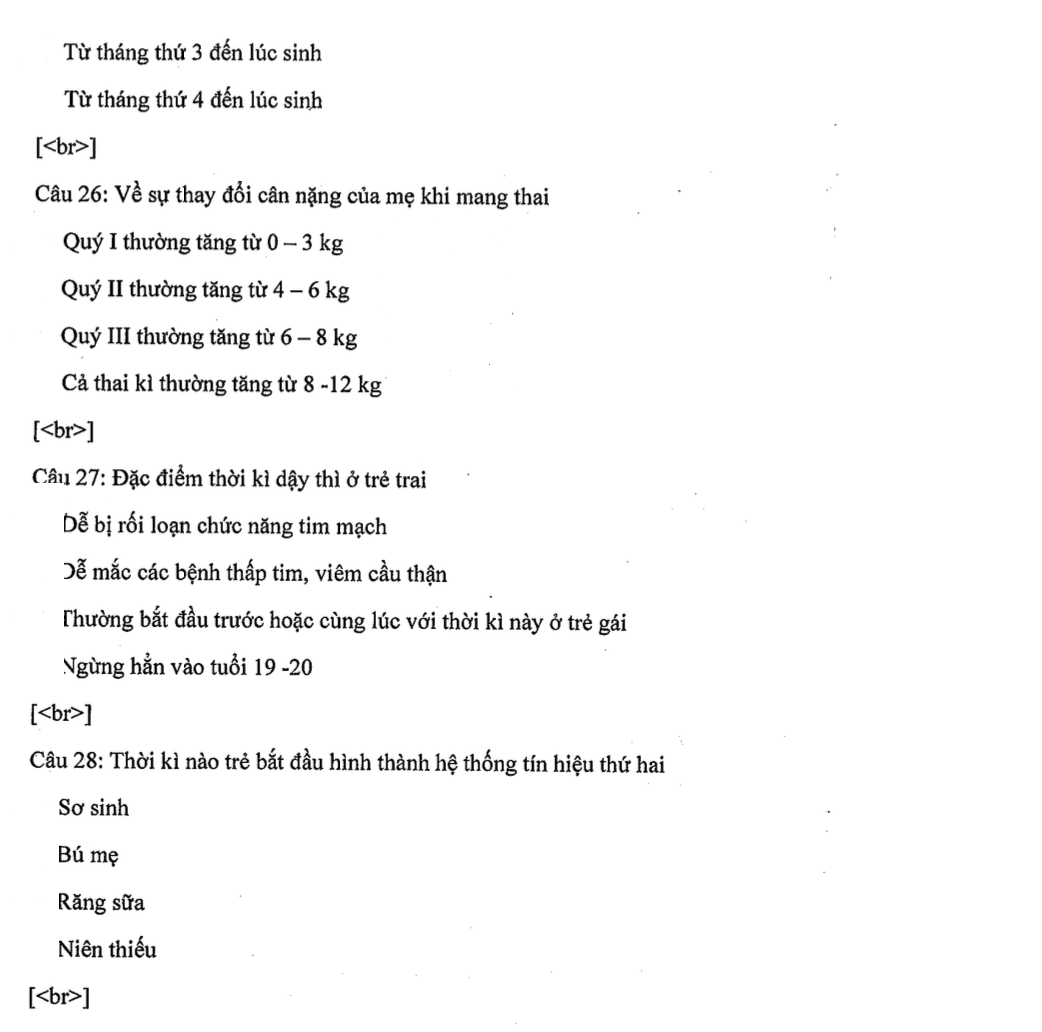 Từ tháng thứ 3 đến lúc sinh
Từ tháng thứ 4 đến lúc sinh
[<br>]
Câu 26: Về sự thay đổi cân nặng của mẹ khi mang thai
Quý I thường tăng từ 0 – 3 kg
Quý II thường tăng từ 4 – 6 kg
Quý III thường tăng từ 6 – 8 kg
Cả thai kì thường tăng từ 8 -12 kg
[<br>]
Câu 27: Đặc điểm thời kì dậy thì ở trẻ trai
Dễ bị rối loạn chức năng tim mạch
Dễ mắc các bệnh thấp tim, viêm cầu thận
Thường bắt đầu trước hoặc cùng lúc với thời kì này ở trẻ gái
Ngừng hẳn vào tuổi 19 -20
[<br>]
Câu 28: Thời kì nào trẻ bắt đầu hình thành hệ thống tín hiệu thứ hai
Sơ sinh
Bú mẹ
Răng sữa
Niên thiếu
[<br>]